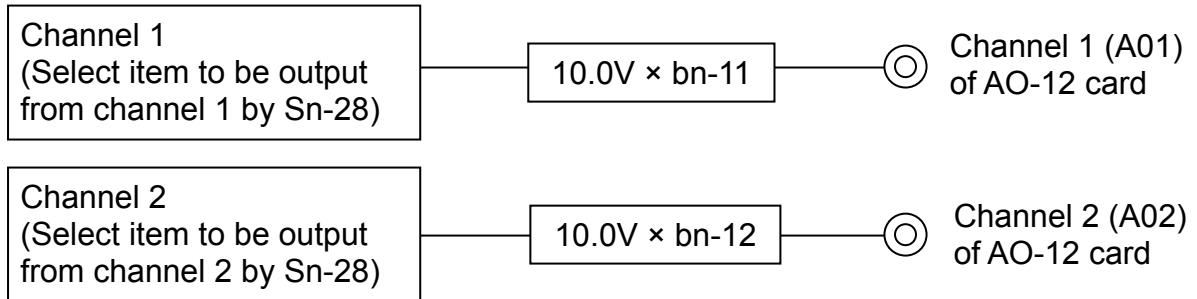 Channel 1
(Select item to be output
from channel 1 by Sn-28)
10.0V × bn-11
Channel 1 (A01)
of AO-12 card
Channel 2
(Select item to be output
from channel 2 by Sn-28)
10.0V × bn-12
Channel 2 (A02)
of AO-12 card